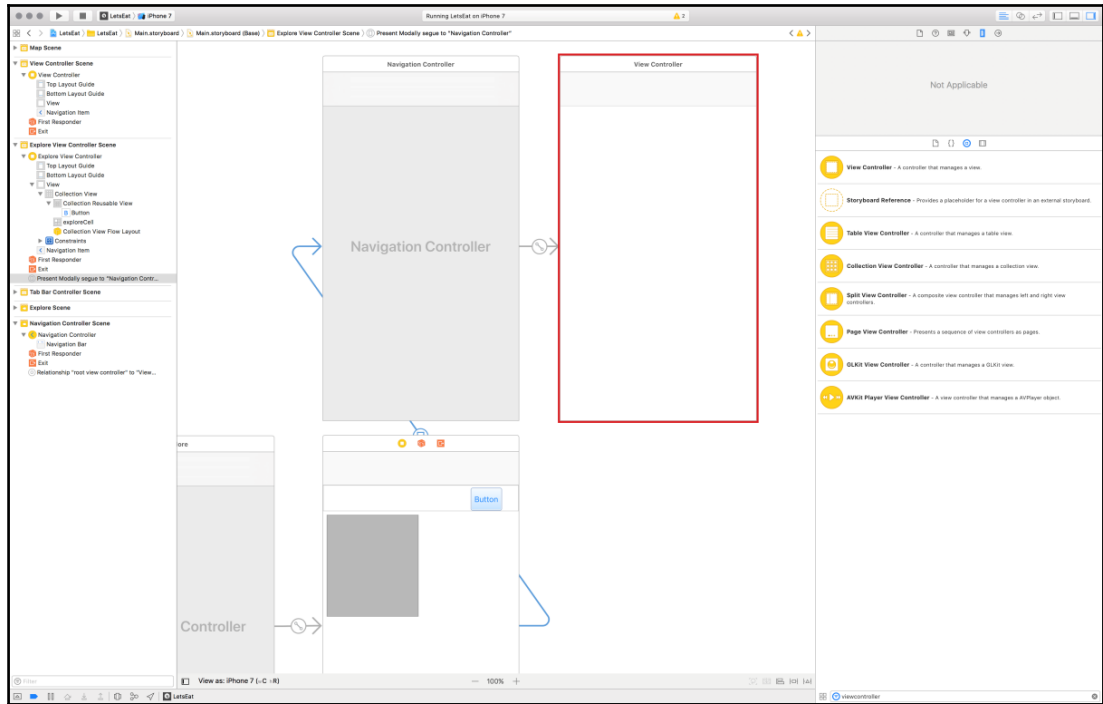 LetsEat
iPhone 7
Running LetsEat on iPhone 7
2
LetsEat
LetsEat
Main.storyboard
Main.storyboard (Base)
Explore View Controller Scene
Present Modally segue to "Navigation Controller"
Map Scene
View Controller Scene
View Controller
Top Layout Guide
Bottom Layout Guide
View
Navigation Item
First Responder
Exit
Explore View Controller Scene
Explore View Controller
Top Layout Guide
Bottom Layout Guide
View
Collection View
Collection Reusable View
B Button
exploreCell
Collection View Flow Layout
Constraints
Navigation Item
First Responder
Exit
Present Modally segue to "Navigation Contr...
Tab Bar Controller Scene
Explore Scene
Navigation Controller Scene
Navigation Controller
Navigation Bar
First Responder
Exit
Relationship "root view controller" to "View...
Filter
Navigation Controller
Navigation Controller
View Controller
ore
Button
Controller
View as: iPhone 7 (wC hR)
— 100% +
LetsEat
Not Applicable
View Controller - A controller that manages a view.
Storyboard Reference - Provides a placeholder for a view controller in an external storyboard.
Table View Controller - A controller that manages a table view.
Collection View Controller - A controller that manages a collection view.
Split View Controller - A composite view controller that manages left and right view
controllers.
Page View Controller - Presents a sequence of view controllers as pages.
GLKit View Controller - A controller that manages a GLKit view.
AVKit Player View Controller - A view controller that manages a AVPlayer object.
viewcontroller